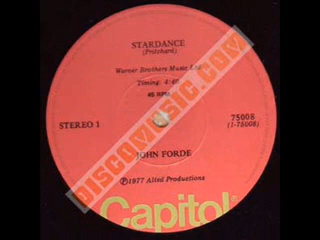 STARDANCE
(Pritchard)
Warner Brothers Music Ltd
Timing: 4:40
45 RPM
STEREO 1
75008
(1-75008)
JOHN FORDE
℗1977 Alted Productions
Capitol
DISCOMUSIC.COM